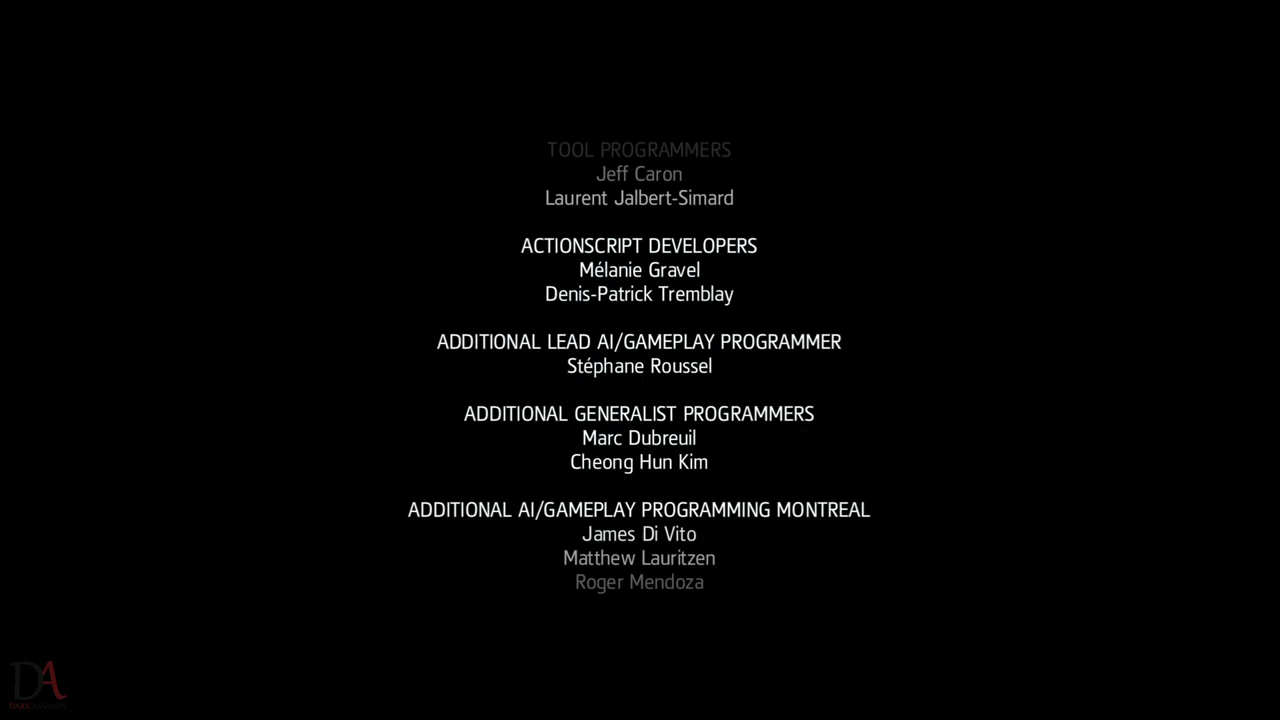 TOOL PROGRAMMERS
Jeff Caron
Laurent Jalbert-Simard
ACTIONSCRIPT DEVELOPERS
Mélanie Gravel
Denis-Patrick Tremblay
ADDITIONAL LEAD AI/GAMEPLAY PROGRAMMER
Stéphane Roussel
ADDITIONAL GENERALIST PROGRAMMERS
Marc Dubreuil
Cheong Hun Kim
ADDITIONAL AI/GAMEPLAY PROGRAMMING MONTREAL
James Di Vito
Matthew Lauritzen
Roger Mendoza
DA